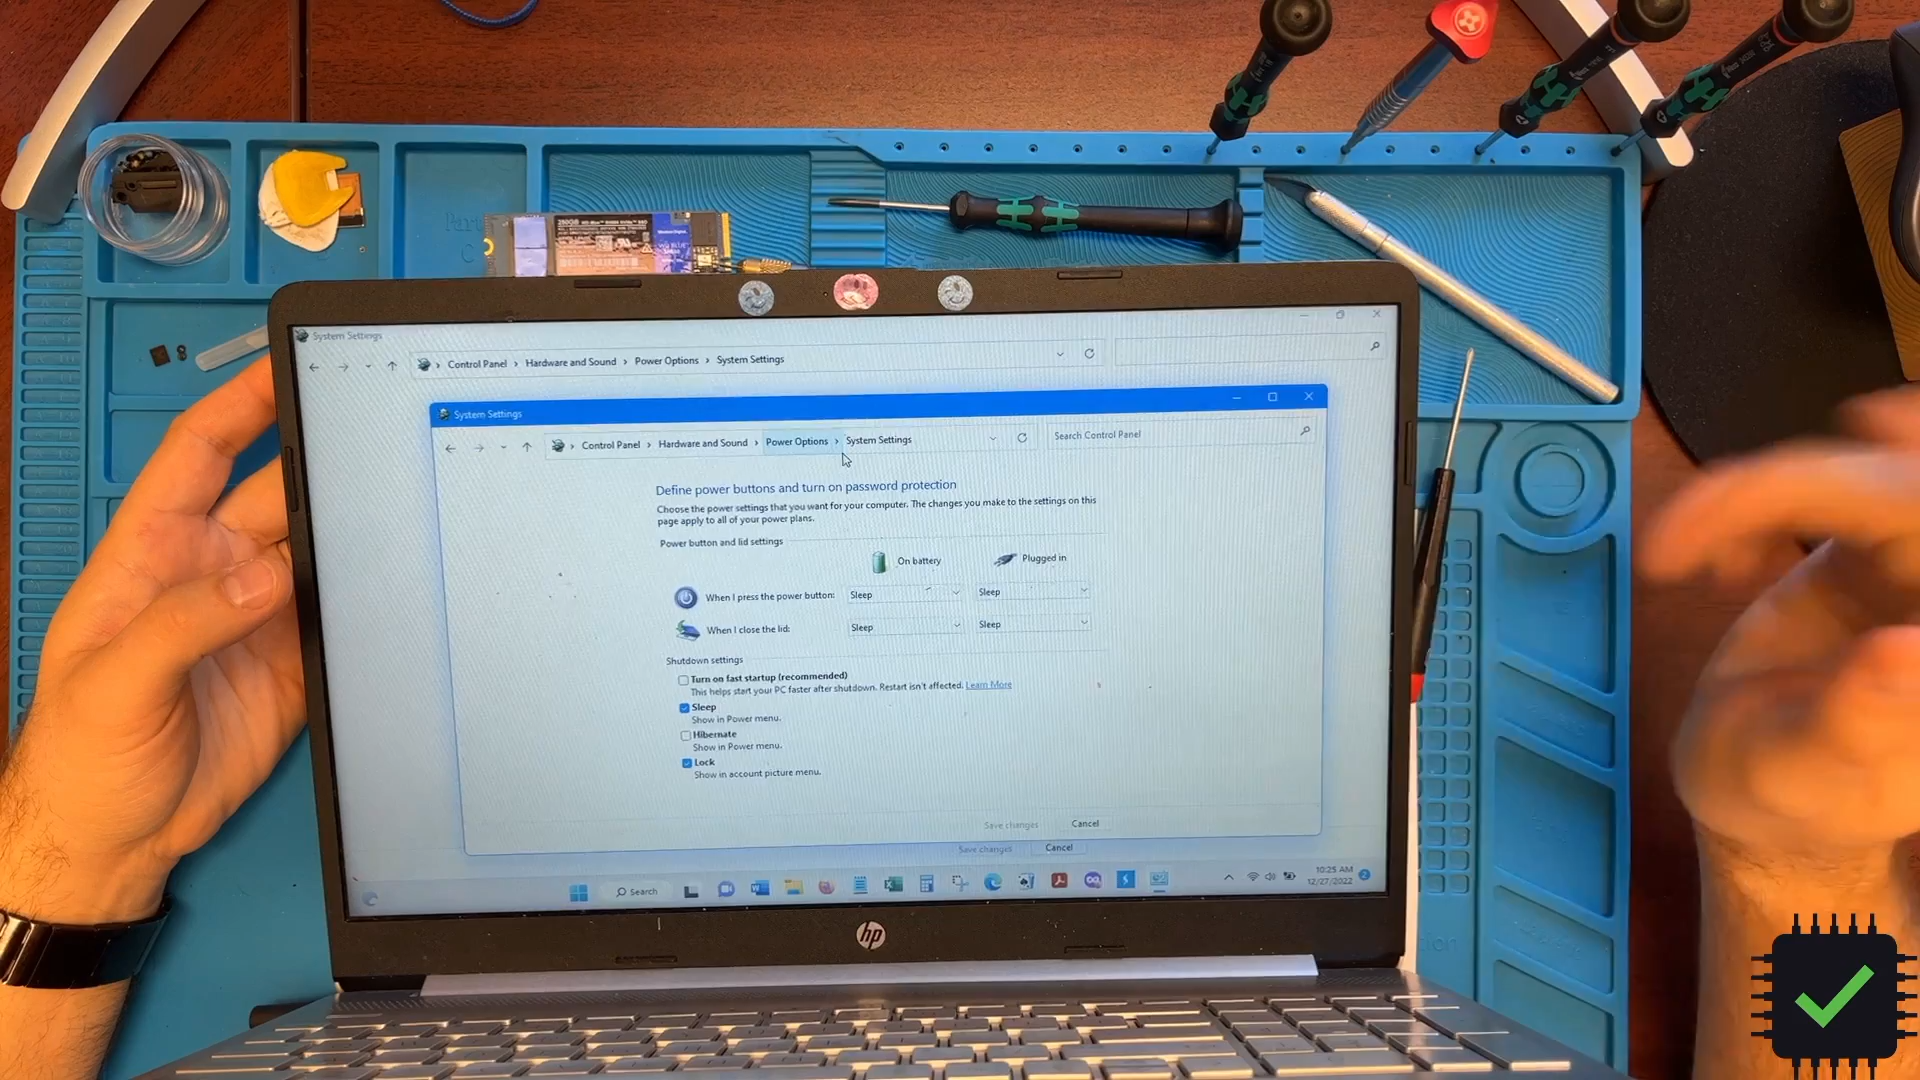 250GB
System Settings
Control Panel > Hardware and Sound > Power Options > System Settings
System Settings
Control Panel > Hardware and Sound > Power Options > System Settings
Search Control Panel
Define power buttons and turn on password protection
Choose the power settings that you want for your computer. The changes you make to the settings on this
page apply to all of your power plans.
Power button and lid settings
On battery
Plugged in
When I press the power button:
Sleep
Sleep
When I close the lid:
Sleep
Sleep
Shutdown settings
Turn on fast startup (recommended)
This helps start your PC faster after shutdown. Restart isn't affected. Learn More
Sleep
Show in Power menu.
Hibernate
Show in Power menu.
Lock
Show in account picture menu.
Save changes
Cancel
Save changes
Cancel
Search
10:25 AM
12/27/2022
2
hp